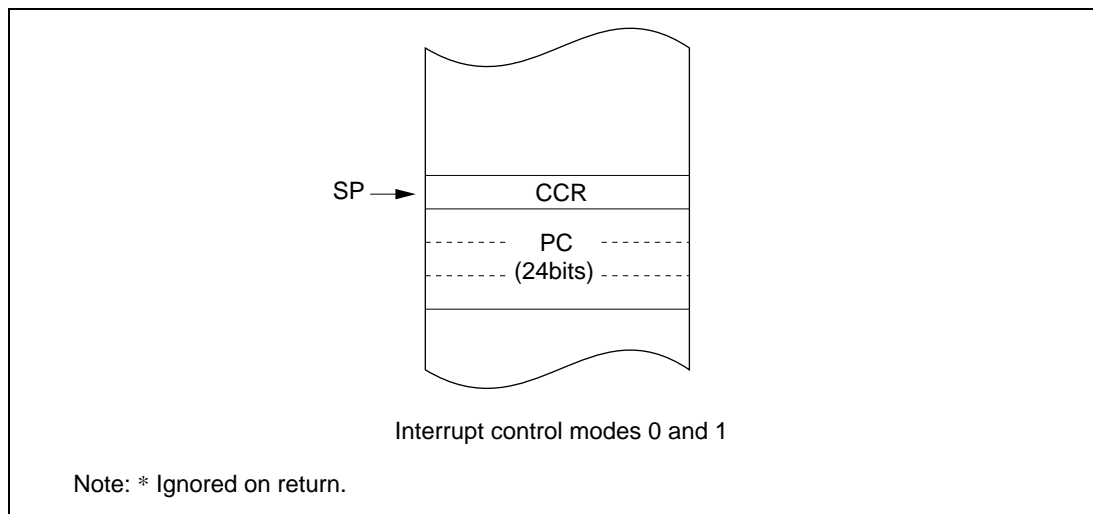 SP
CCR
PC
(24bits)
Interrupt control modes 0 and 1
Note: * Ignored on return.